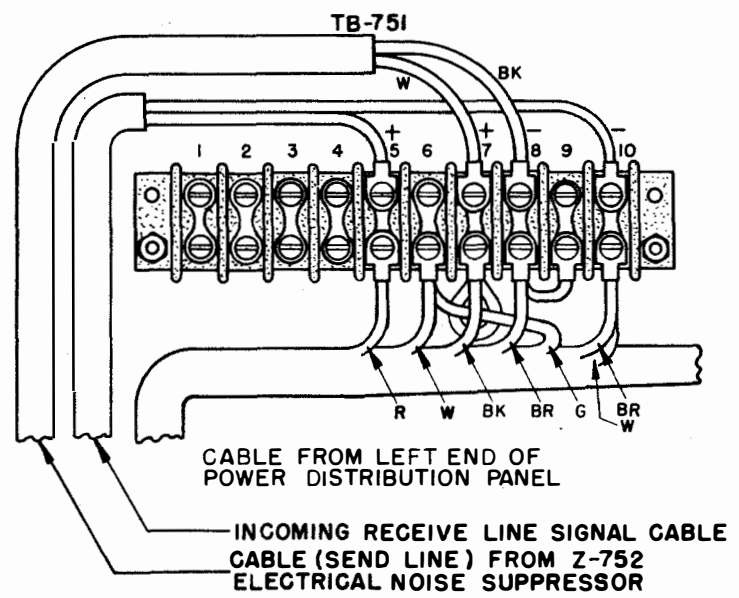 TB-751
BK
W
+ + - -
1 2 3 4 5 6 7 8 9 10
R W BK BR G BR
W
CABLE FROM LEFT END OF
POWER DISTRIBUTION PANEL
INCOMING RECEIVE LINE SIGNAL CABLE
CABLE (SEND LINE) FROM Z-752
ELECTRICAL NOISE SUPPRESSOR